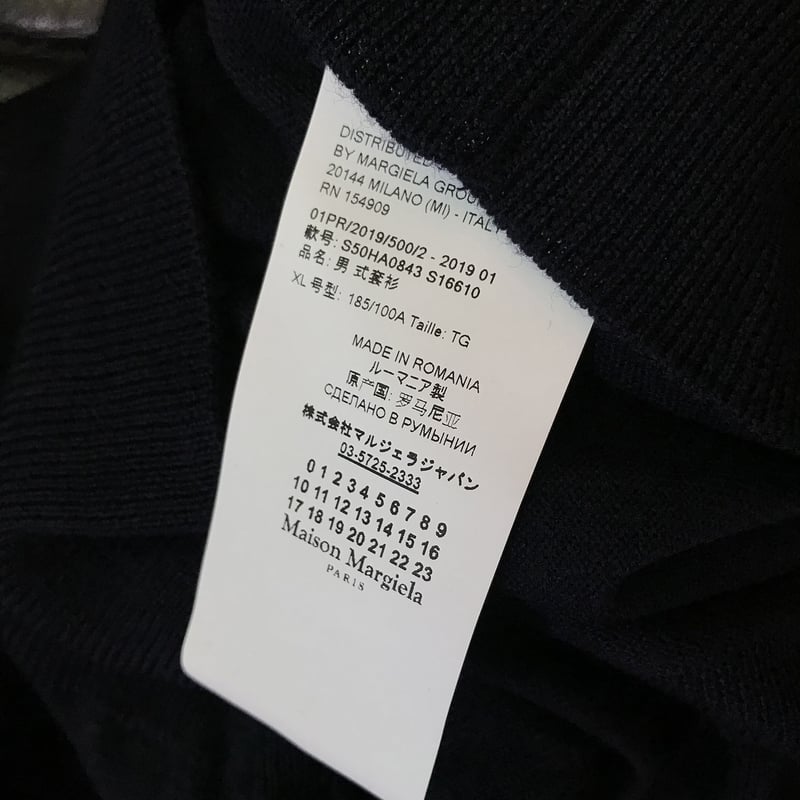 DISTRIBUTED
BY MARGIELA GROU
20144 MILANO (MI) - ITALY
RN 154909
01PR/2019/500/2 - 2019 01
款号: S50HA0843 S16610
品名: 男 式套衫
XL 号型: 185/100A Taille: TG
MADE IN ROMANIA
ルーマニア製
原产国: 罗马尼亚
СДЕЛАНО В РУМЫНИИ
株式会社マルジェラジャパン
03-5725-2333
0 1 2 3 4 5 6 7 8 9
10 11 12 13 14 15 16
17 18 19 20 21 22 23
Maison Margiela
PARIS